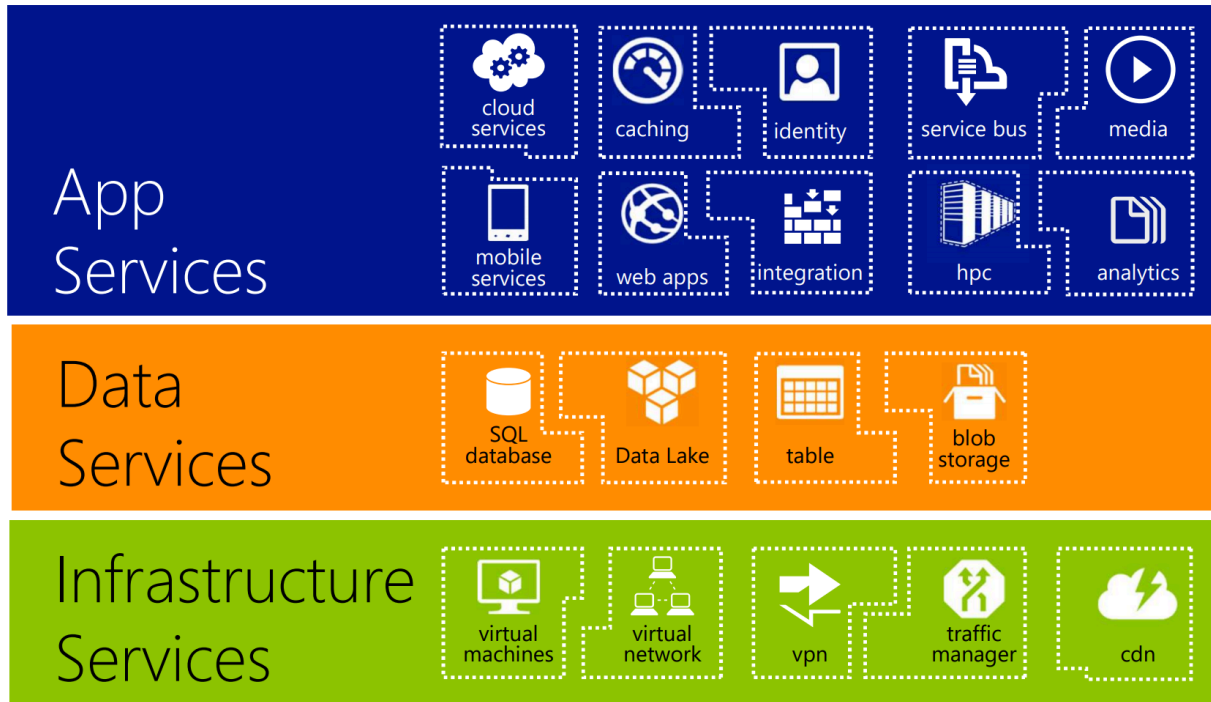 App
Services
cloud
services
caching
identity
service bus
media
mobile
services
web apps
integration
hpc
analytics
Data
Services
SQL
database
Data Lake
table
blob
storage
Infrastructure
Services
virtual
machines
virtual
network
vpn
traffic
manager
cdn